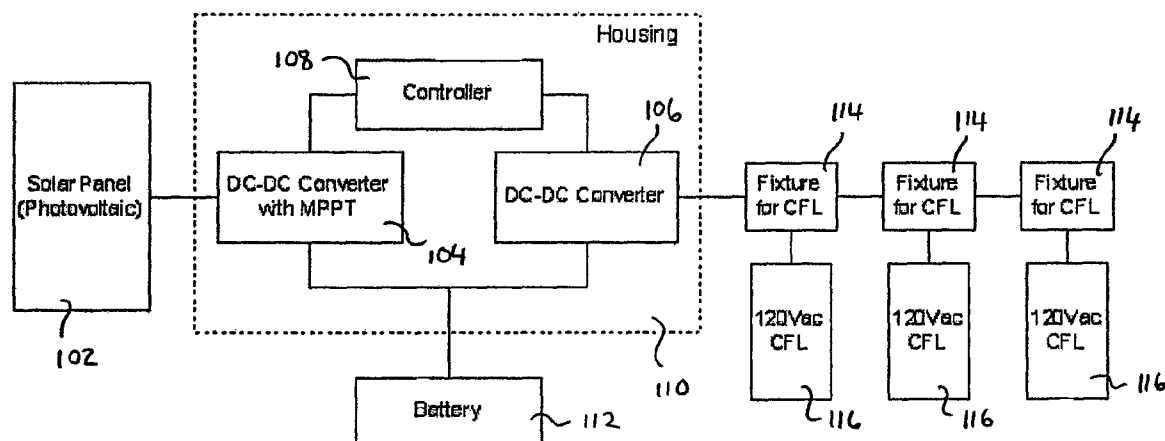 Housing
108
Controller
106
114
114
114
Solar Panel
(Photovoltaic)
DC-DC Converter
with MPPT
DC-DC Converter
Fixture
for CFL
Fixture
for CFL
Fixture
for CFL
104
102
120Vac
CFL
120Vac
CFL
120Vac
CFL
110
Battery
112
116
116
116